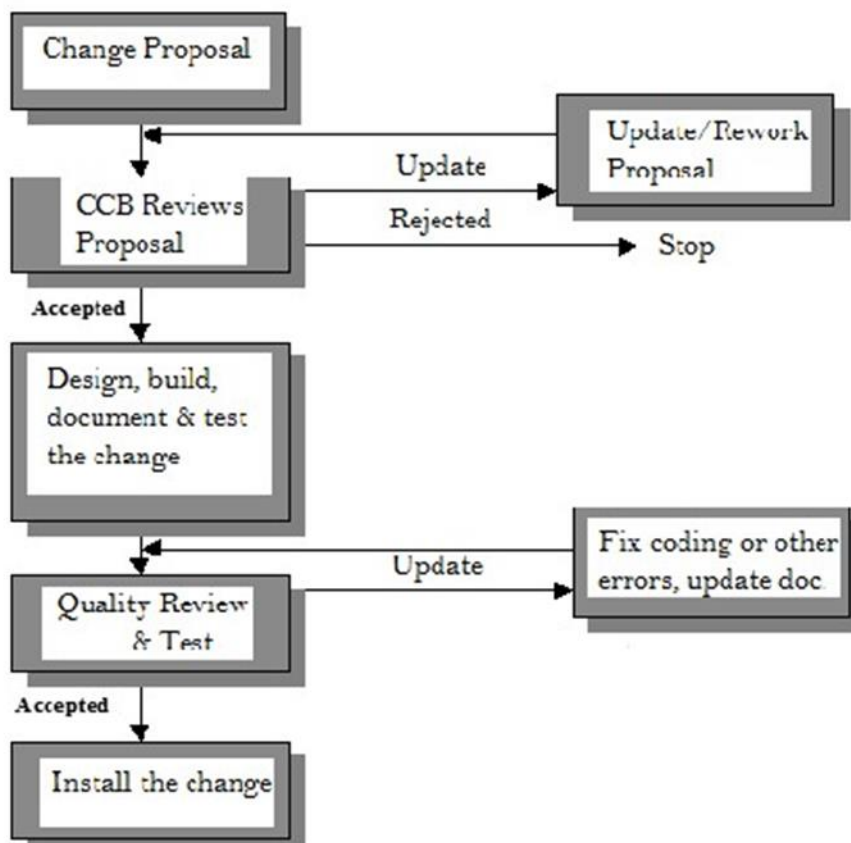 Change Proposal
Update/Rework
Proposal
Update
CCB Reviews
Proposal
Rejected
Stop
Accepted
Design, build,
document & test
the change
Fix coding or other
errors, update doc.
Update
Quality Review
& Test
Accepted
Install the change